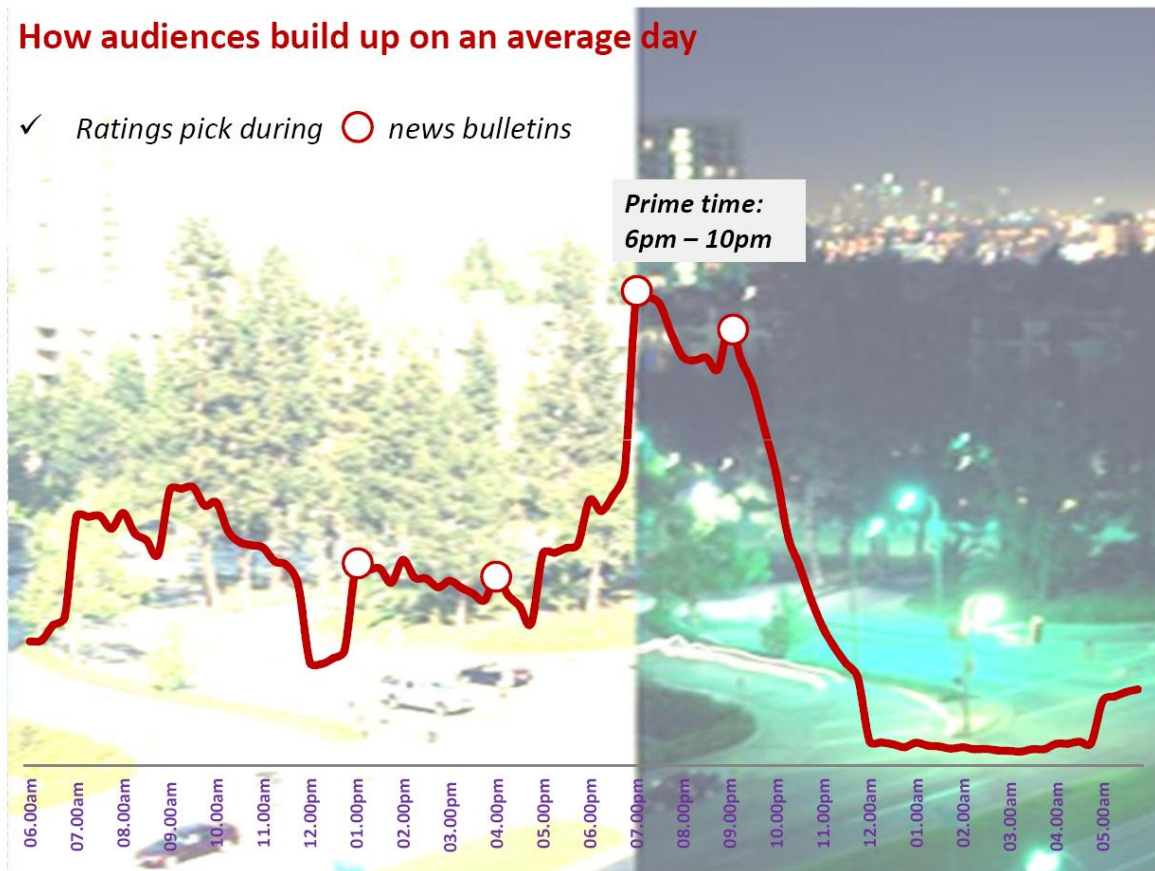 How audiences build up on an average day
✓ Ratings pick during news bulletins
Prime time:
6pm – 10pm
06.00am
07.00am
08.00am
09.00am
10.00am
11.00am
12.00pm
01.00pm
02.00pm
03.00pm
04.00pm
05.00pm
06.00pm
07.00pm
08.00pm
09.00pm
10.00pm
11.00pm
12.00am
01.00am
02.00am
03.00am
04.00am
05.00am